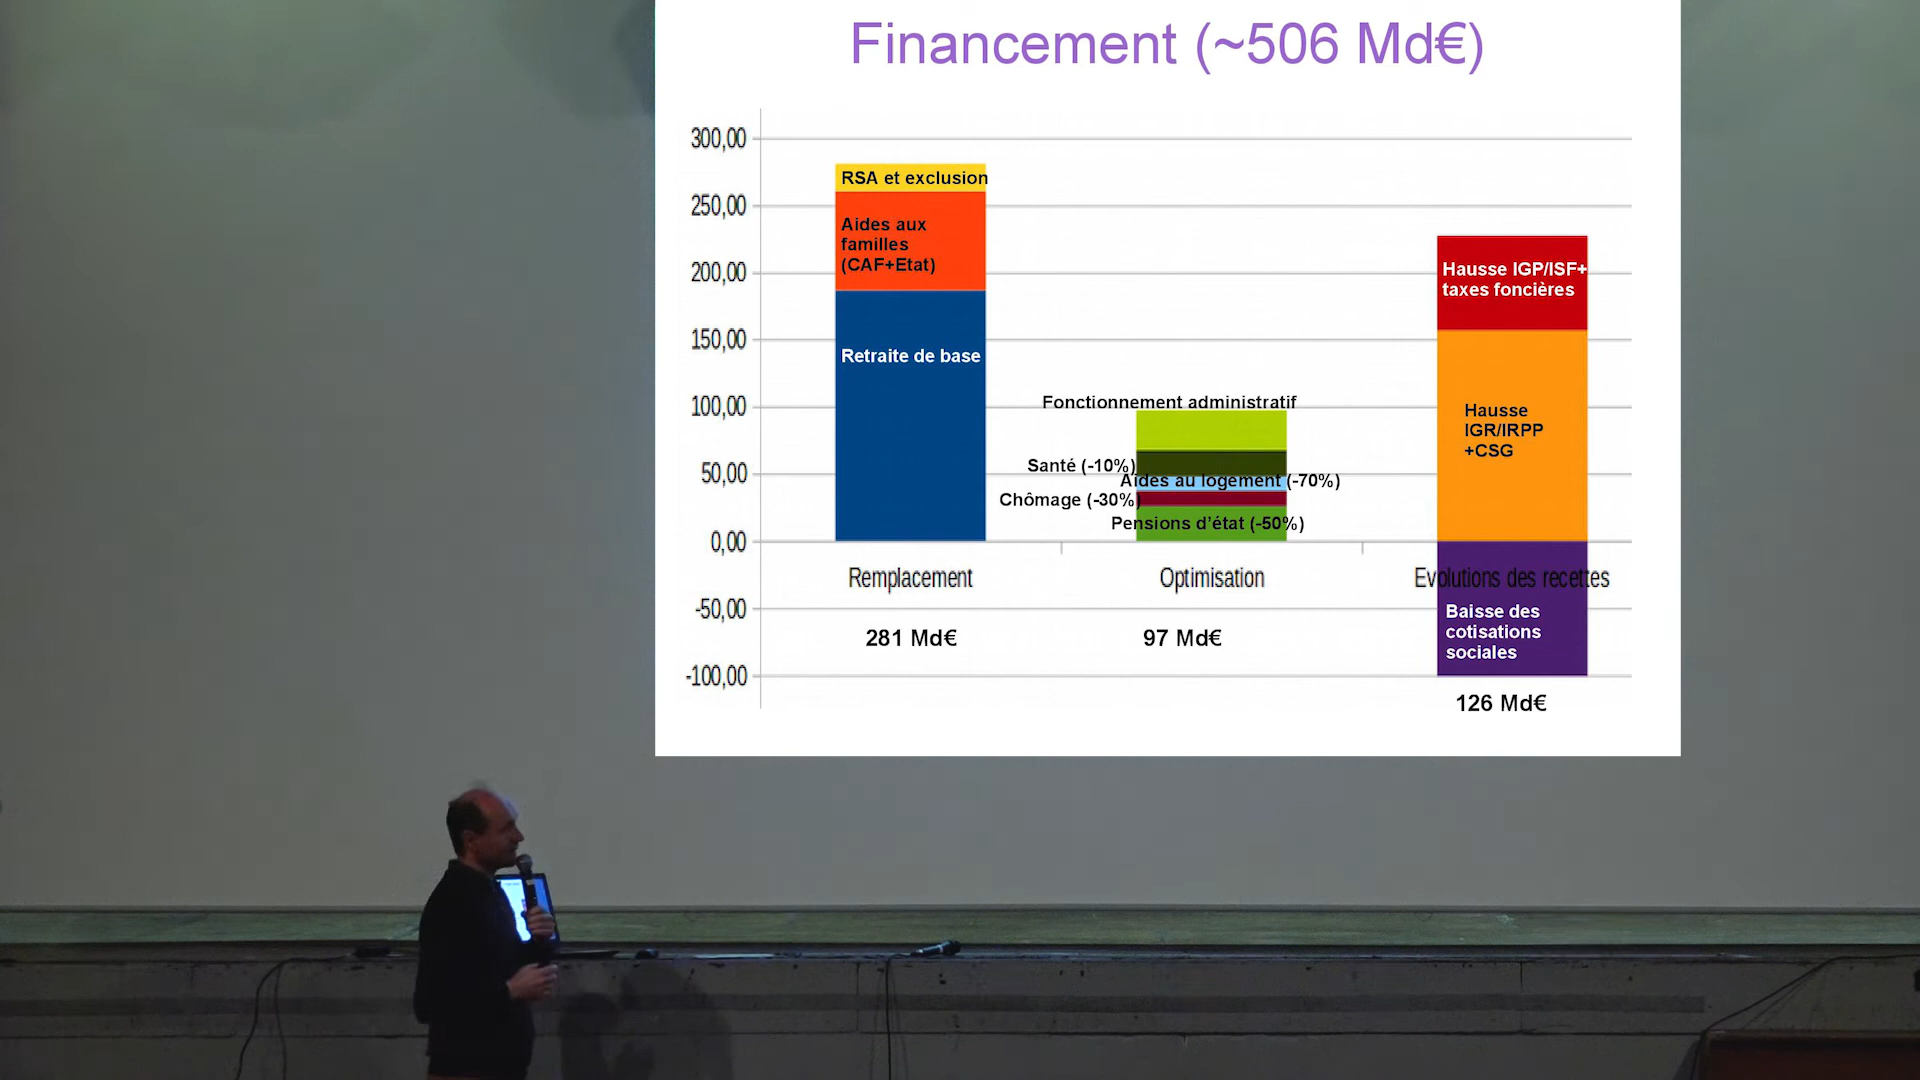 Financement (~506 Md€)
300,00
250,00
200,00
150,00
100,00
50,00
0,00
-50,00
-100,00
RSA et exclusion
Aides aux
familles
(CAF+Etat)
Retraite de base
Fonctionnement administratif
Santé (-10%)
Aides au logement (-70%)
Chômage (-30%)
Pensions d'état (-50%)
Hausse IGP/ISF+
taxes foncières
Hausse
IGR/IRPP
+CSG
Baisse des
cotisations
sociales
Remplacement
Optimisation
Evolutions des recettes
281 Md€
97 Md€
126 Md€